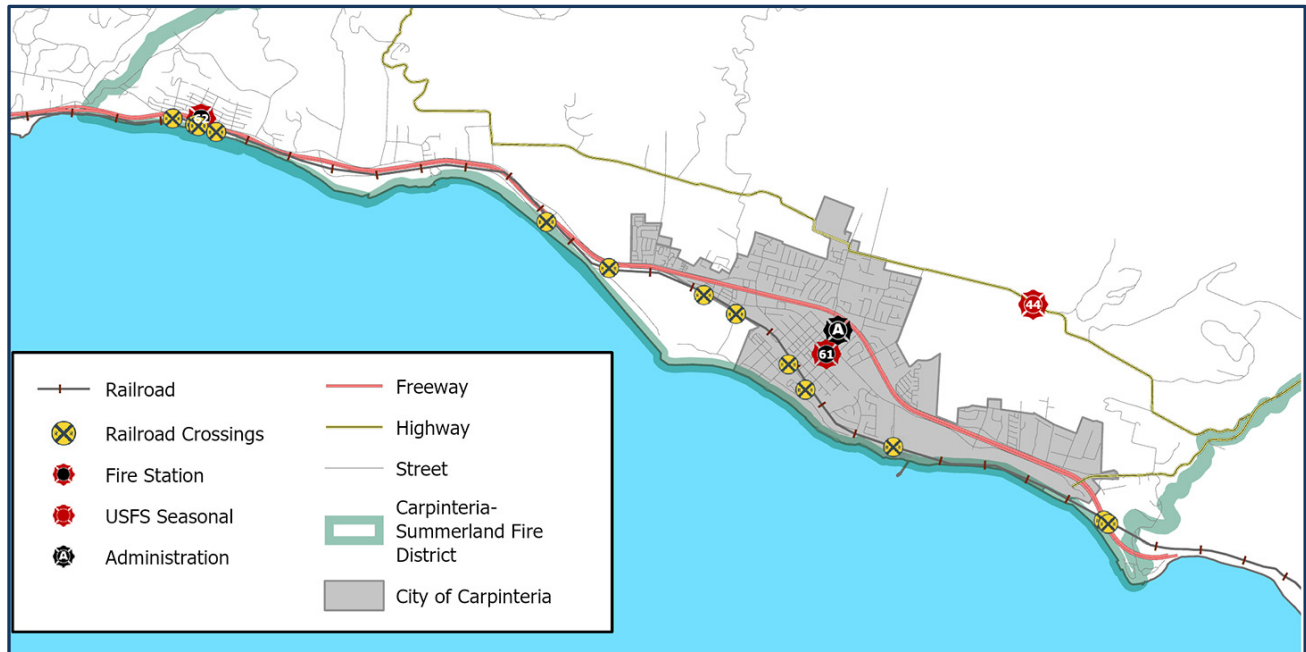 62
44
A
61
Railroad
Railroad Crossings
Fire Station
USFS Seasonal
A
Administration
Freeway
Highway
Street
Carpinteria-
Summerland Fire
District
City of Carpinteria